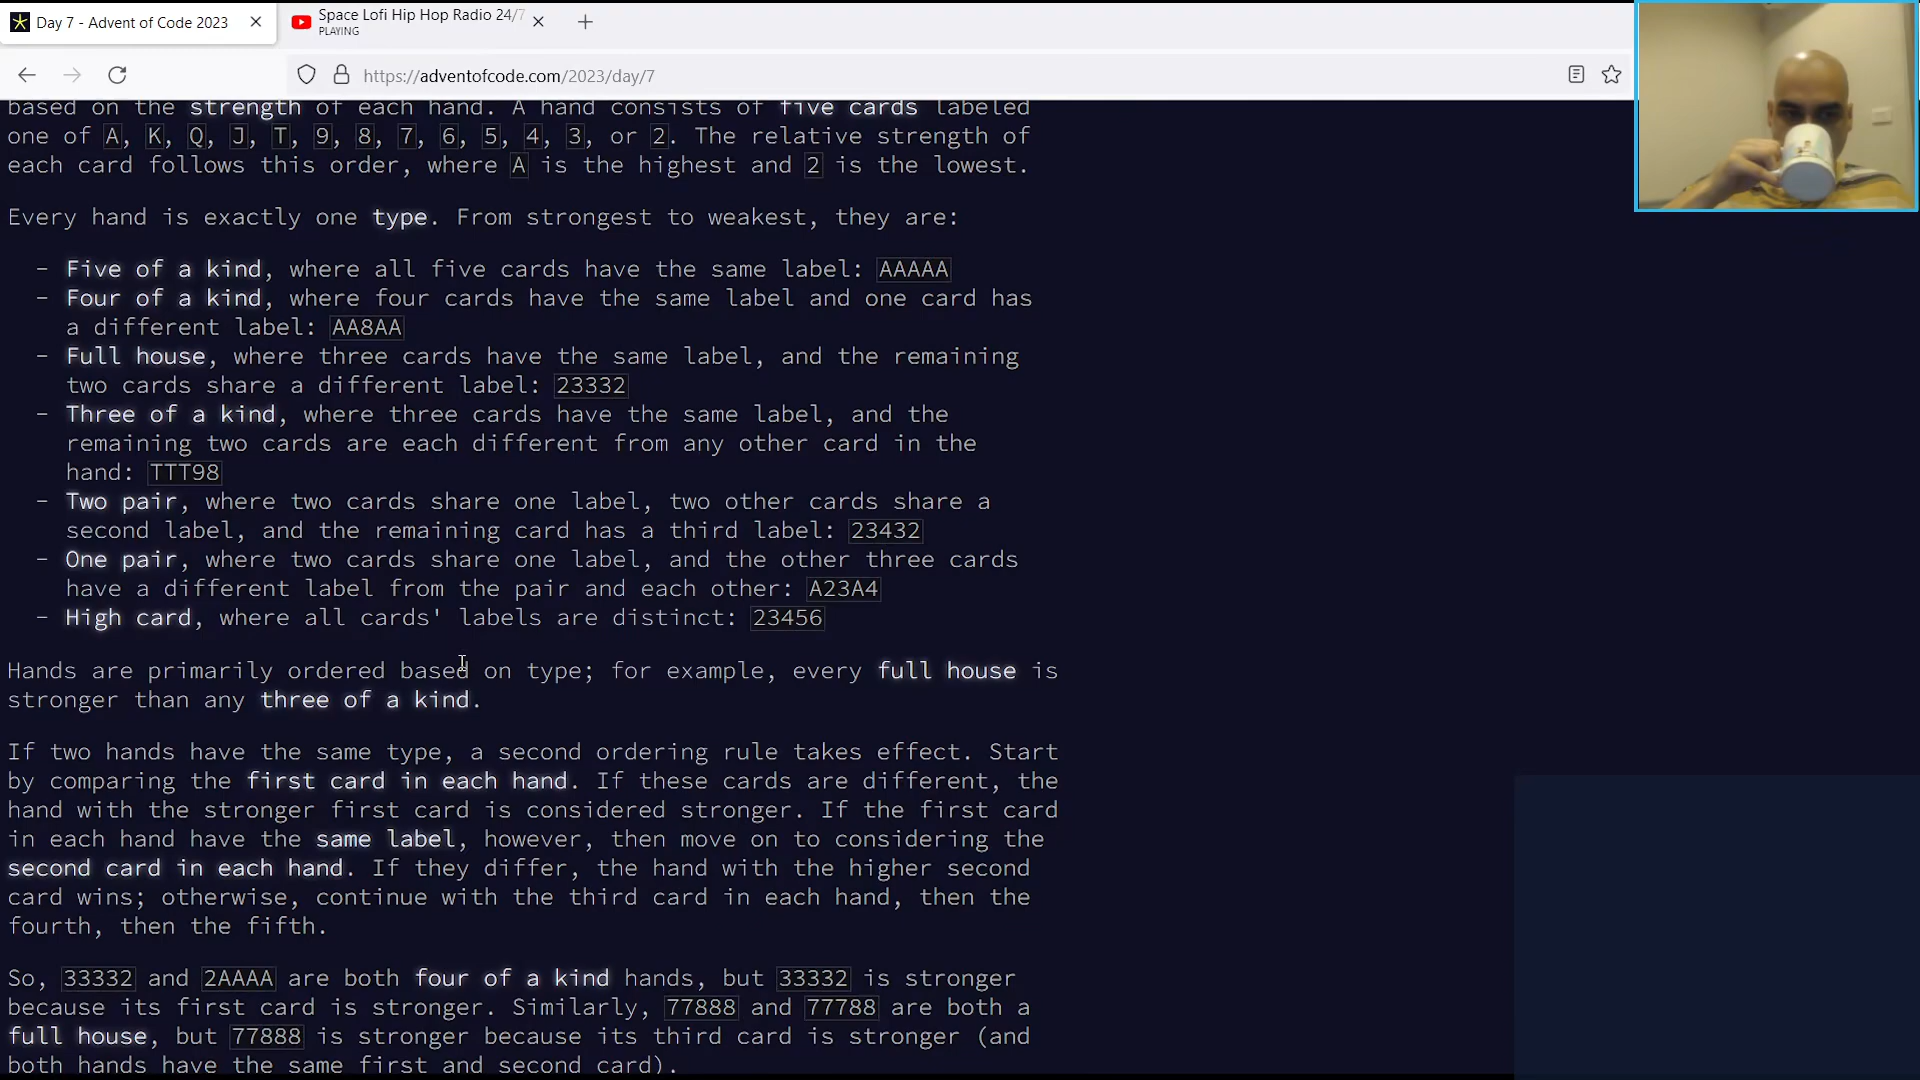 Day 7 - Advent of Code 2023
Space Lofi Hip Hop Radio 24/7
PLAYING
https://adventofcode.com/2023/day/7
based on the strength of each hand. A hand consists of five cards labeled
one of A, K, Q, J, T, 9, 8, 7, 6, 5, 4, 3, or 2. The relative strength of
each card follows this order, where A is the highest and 2 is the lowest.
Every hand is exactly one type. From strongest to weakest, they are:
- Five of a kind, where all five cards have the same label: AAAAA
- Four of a kind, where four cards have the same label and one card has
a different label: AA8AA
- Full house, where three cards have the same label, and the remaining
two cards share a different label: 23332
- Three of a kind, where three cards have the same label, and the
remaining two cards are each different from any other card in the
hand: TTT98
- Two pair, where two cards share one label, two other cards share a
second label, and the remaining card has a third label: 23432
- One pair, where two cards share one label, and the other three cards
have a different label from the pair and each other: A23A4
- High card, where all cards' labels are distinct: 23456
Hands are primarily ordered based on type; for example, every full house is
stronger than any three of a kind.
If two hands have the same type, a second ordering rule takes effect. Start
by comparing the first card in each hand. If these cards are different, the
hand with the stronger first card is considered stronger. If the first card
in each hand have the same label, however, then move on to considering the
second card in each hand. If they differ, the hand with the higher second
card wins; otherwise, continue with the third card in each hand, then the
fourth, then the fifth.
So, 33332 and 2AAAA are both four of a kind hands, but 33332 is stronger
because its first card is stronger. Similarly, 77888 and 77788 are both a
full house, but 77888 is stronger because its third card is stronger (and
both hands have the same first and second card).